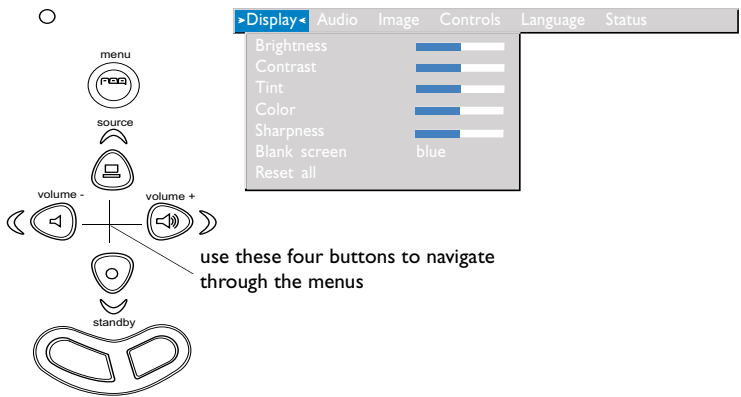 ➤Display➤ Audio Image Controls Language Status
Brightness
Contrast
Tint
Color
Sharpness
Blank screen blue
Reset all
menu
source
volume -
volume +
use these four buttons to navigate
through the menus
standby